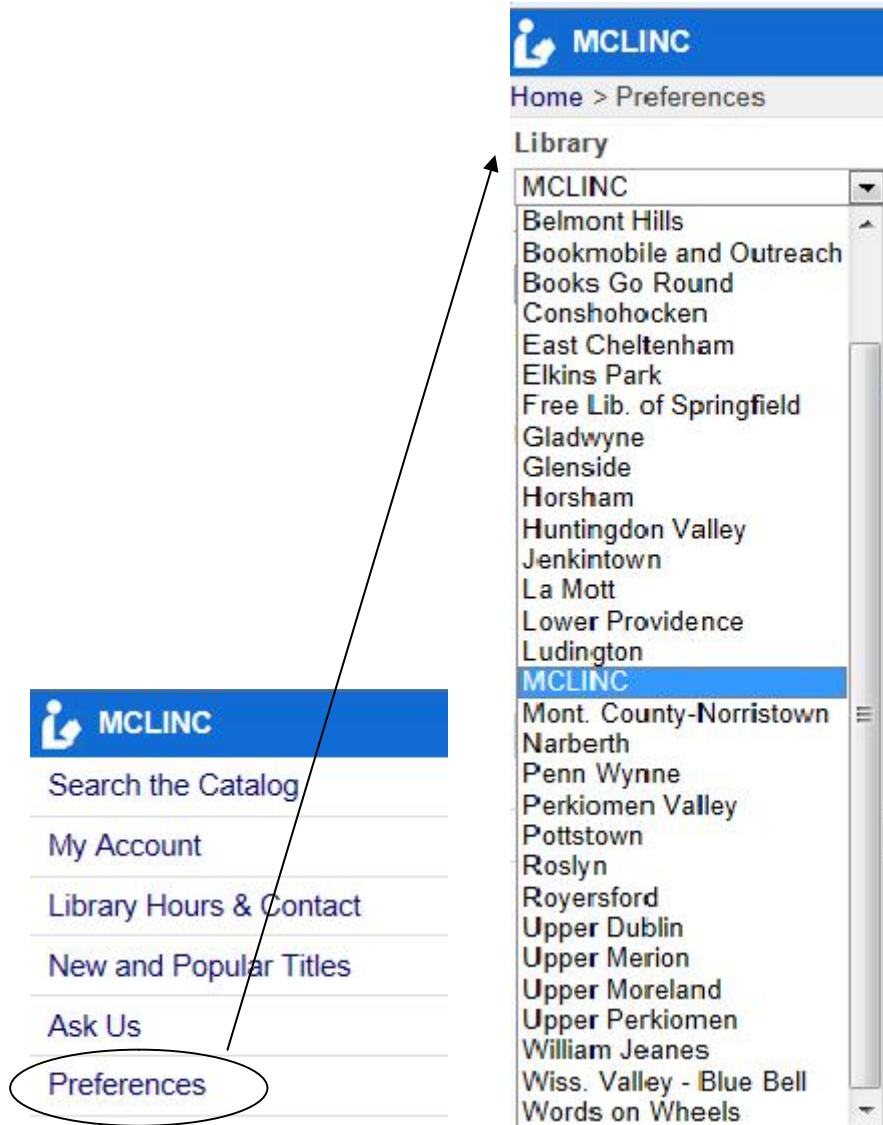 MCLINC
Home > Preferences
Library
MCLINC
Belmont Hills
Bookmobile and Outreach
Books Go Round
Conshohocken
East Cheltenham
Elkins Park
Free Lib. of Springfield
Gladwyne
Glenside
Horsham
Huntingdon Valley
Jenkintown
La Mott
Lower Providence
Ludington
MCLINC
Mont. County-Norristown
Narberth
Penn Wynne
Perkiomen Valley
Pottstown
Roslyn
Royersford
Upper Dublin
Upper Merion
Upper Moreland
Upper Perkiomen
William Jeanes
Wiss. Valley - Blue Bell
Words on Wheels
MCLINC
Search the Catalog
My Account
Library Hours & Contact
New and Popular Titles
Ask Us
Preferences